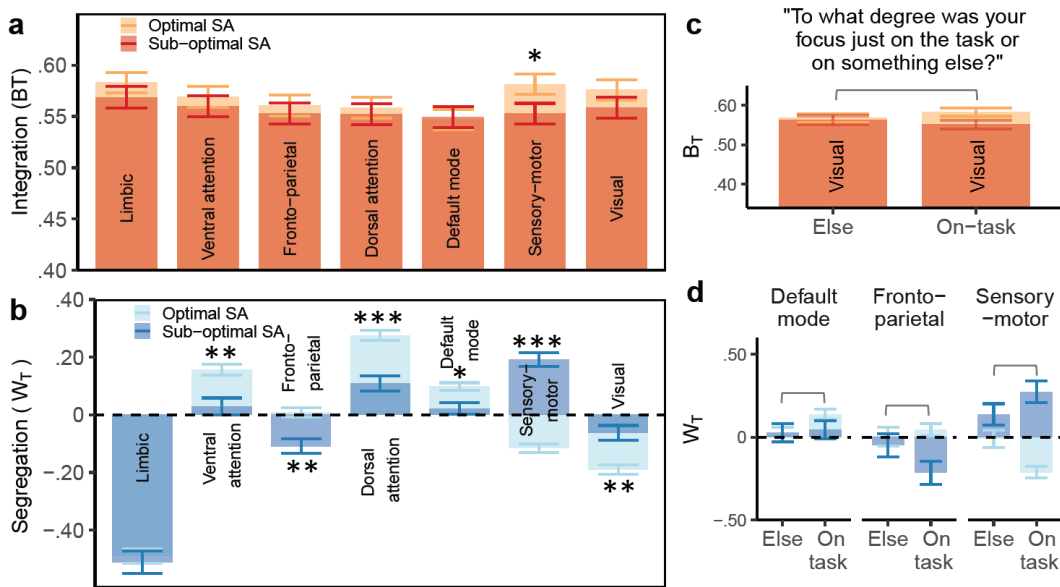 a
Optimal SA
Sub-optimal SA
*
Integration (BT)
.60
.55
.50
.45
.40
Limbic
Ventral attention
Fronto-parietal
Dorsal attention
Default mode
Sensory-motor
Visual
b
Optimal SA
Sub-optimal SA
Segregation ( WT)
.40
.20
0
-.20
-.40
Limbic
**
Ventral
attention
Fronto-
parietal
**
***
Dorsal
attention
Default
mode
*
***
Sensory-
motor
Visual
**
c
"To what degree was your
focus just on the task or
on something else?"
BT
.60
.40
Visual
Visual
Else
On-task
d
Default
mode
Fronto-
parietal
Sensory
-motor
WT
.50
0
-.50
Else On
task
Else On
task
Else On
task